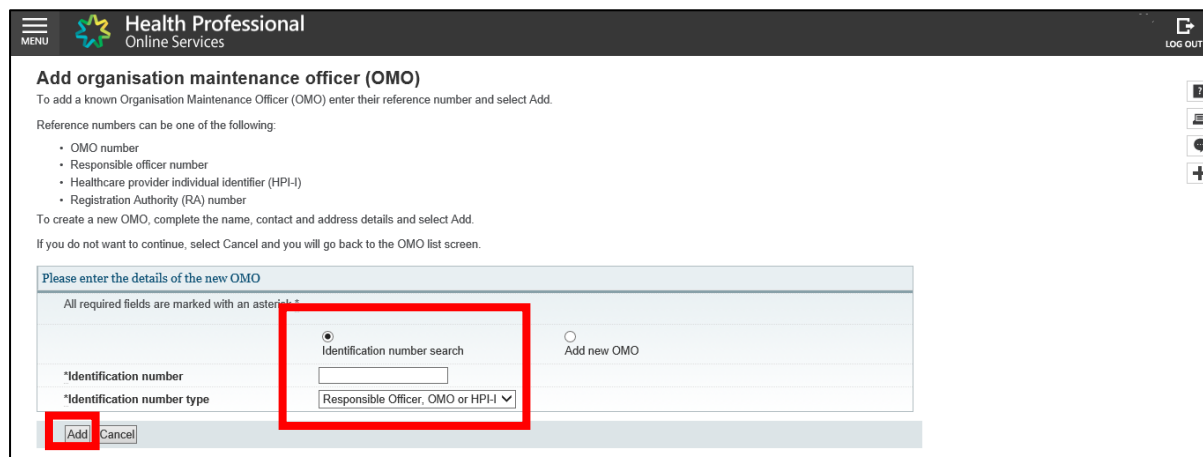 MENU
Health Professional
Online Services
LOG OUT
Add organisation maintenance officer (OMO)
To add a known Organisation Maintenance Officer (OMO) enter their reference number and select Add.
Reference numbers can be one of the following:
• OMO number
• Responsible officer number
• Healthcare provider individual identifier (HPI-I)
• Registration Authority (RA) number
To create a new OMO, complete the name, contact and address details and select Add.
If you do not want to continue, select Cancel and you will go back to the OMO list screen.
Please enter the details of the new OMO
All required fields are marked with an *
Identification number search Add new OMO
*Identification number
*Identification number type Responsible Officer, OMO or HPI-I
Add Cancel